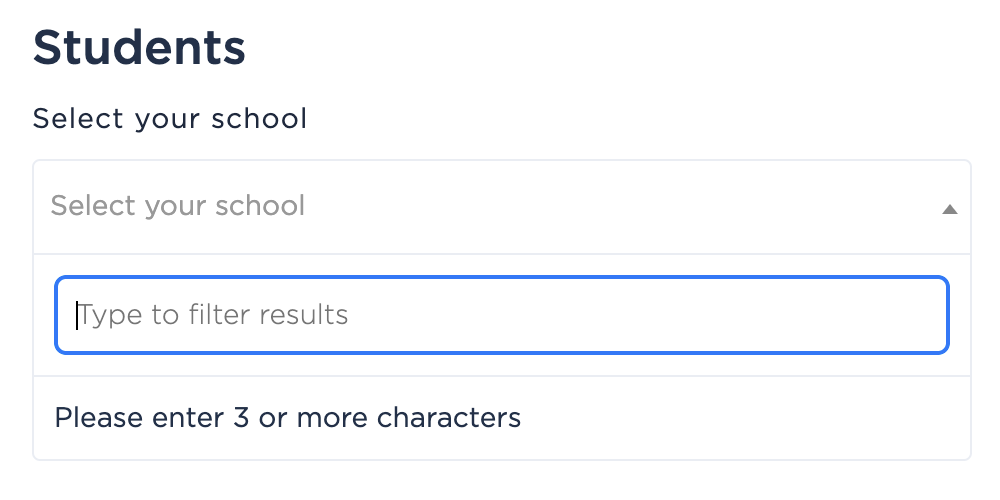 Students
Select your school
Select your school
Type to filter results
Please enter 3 or more characters